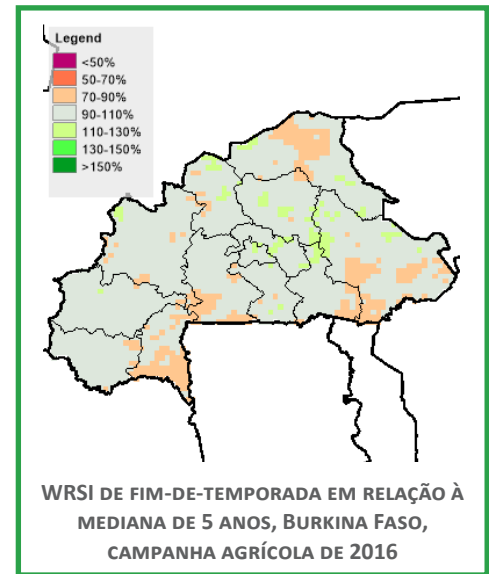 Legend
<50%
50-70%
70-90%
90-110%
110-130%
130-150%
>150%
WRSI DE FIM-DE-TEMPORADA EM RELAÇÃO À
MEDIANA DE 5 ANOS, BURKINA FASO,
CAMPANHA AGRÍCOLA DE 2016